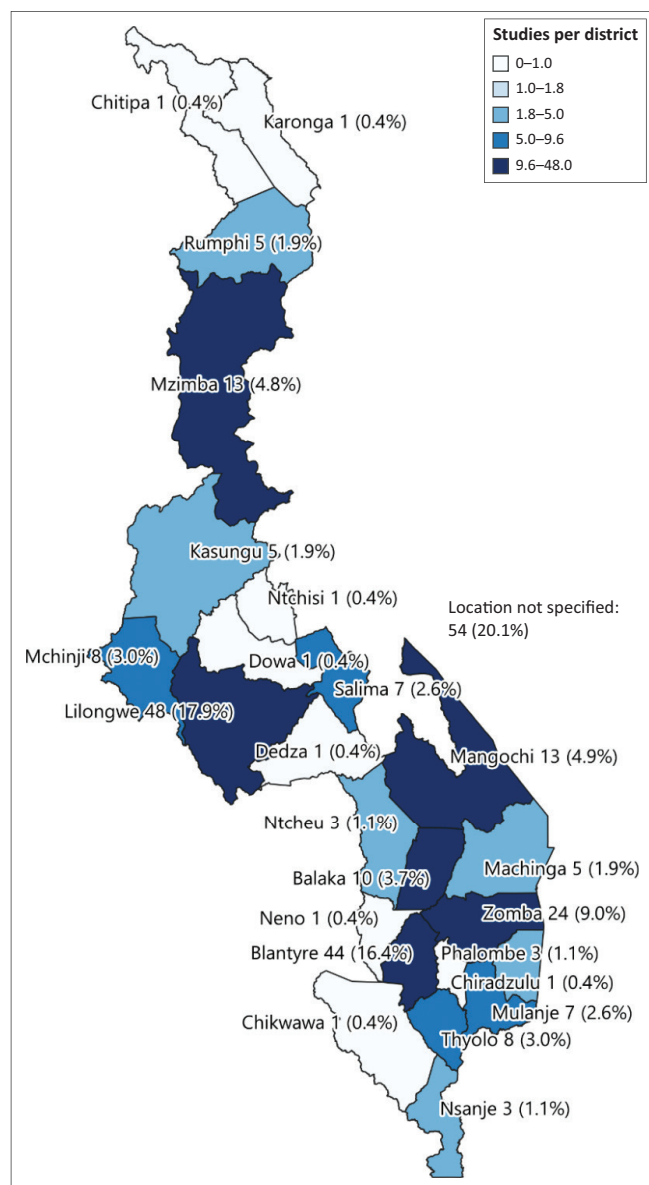 Studies per district
0–1.0
1.0–1.8
1.8–5.0
5.0–9.6
9.6–48.0
Chitipa 1 (0.4%)
Karonga 1 (0.4%)
Rumphi 5 (1.9%)
Mzimba 13 (4.8%)
Kasungu 5 (1.9%)
Ntchisi 1 (0.4%)
Location not specified:
54 (20.1%)
Mchinji 8 (3.0%)
Dowa 1 (0.4%)
Salima 7 (2.6%)
Lilongwe 48 (17.9%)
Dedza 1 (0.4%)
Mangochi 13 (4.9%)
Ntcheu 3 (1.1%)
Machinga 5 (1.9%)
Balaka 10 (3.7%)
Zomba 24 (9.0%)
Neno 1 (0.4%)
Blantyre 44 (16.4%)
Phalombe 3 (1.1%)
Chiradzulu 1 (0.4%)
Mulanje 7 (2.6%)
Chikwawa 1 (0.4%)
Thyolo 8 (3.0%)
Nsanje 3 (1.1%)